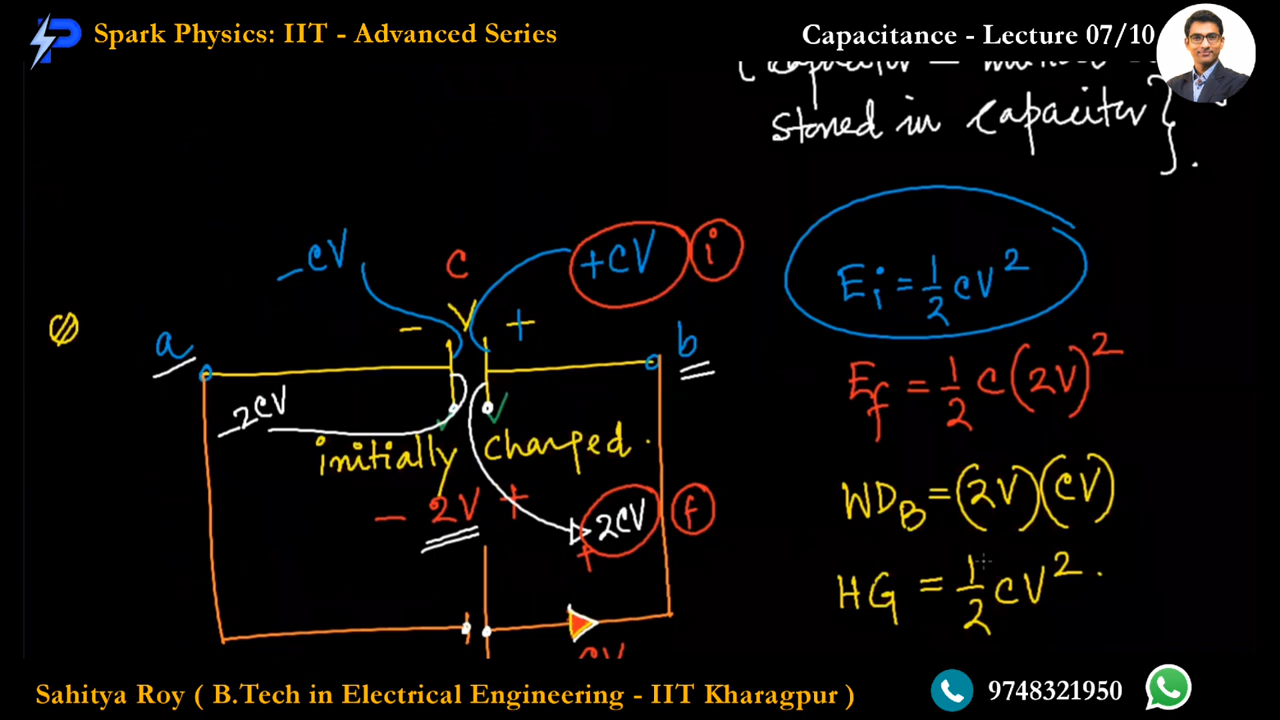 Spark Physics: IIT - Advanced Series
Capacitance - Lecture 07/10
stored in capacitor}.
-CV
C
+CV
i
V
- +
a
b
-2CV
initially charged.
- 2V +
2CV
f
+
Ei = 1/2 CV²
Ef = 1/2 C(2V)²
WDB = (2V)(CV)
HG = 1/2 CV².
Sahitya Roy ( B.Tech in Electrical Engineering - IIT Kharagpur )
9748321950